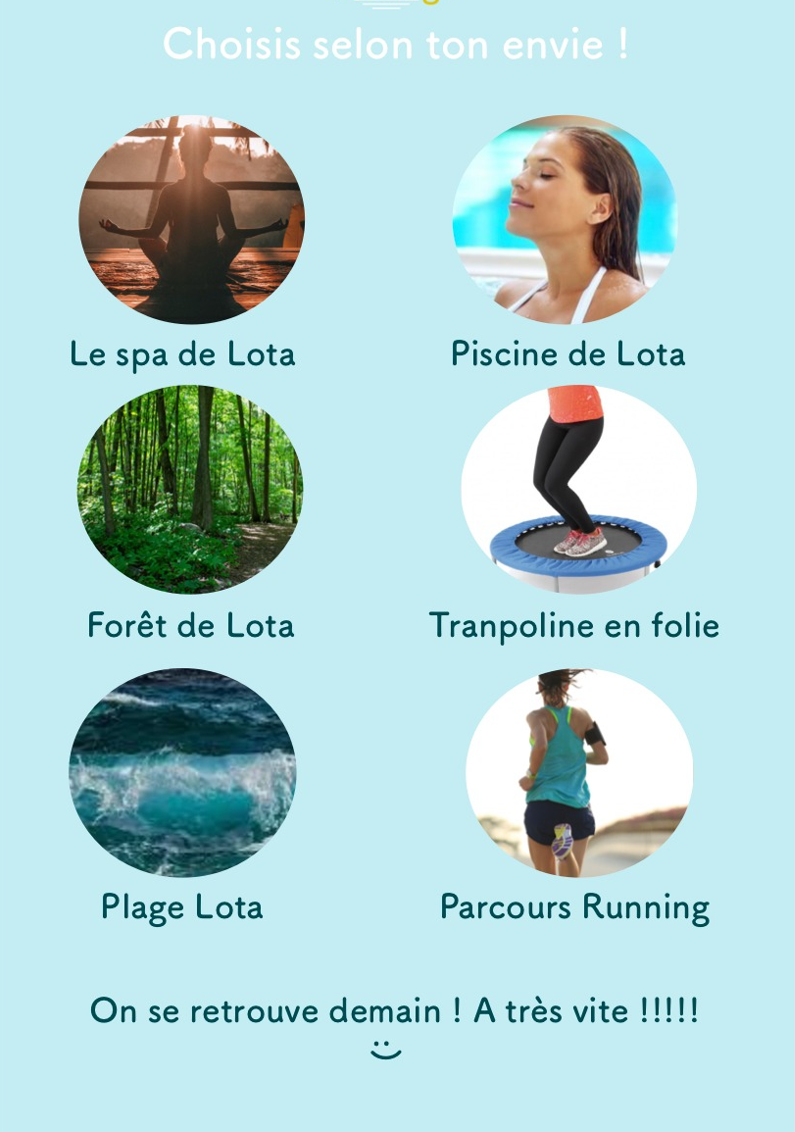 Choisis selon ton envie !
Le spa de Lota
Piscine de Lota
Forêt de Lota
Tranpoline en folie
Plage Lota
Parcours Running
On se retrouve demain ! A très vite !!!!!